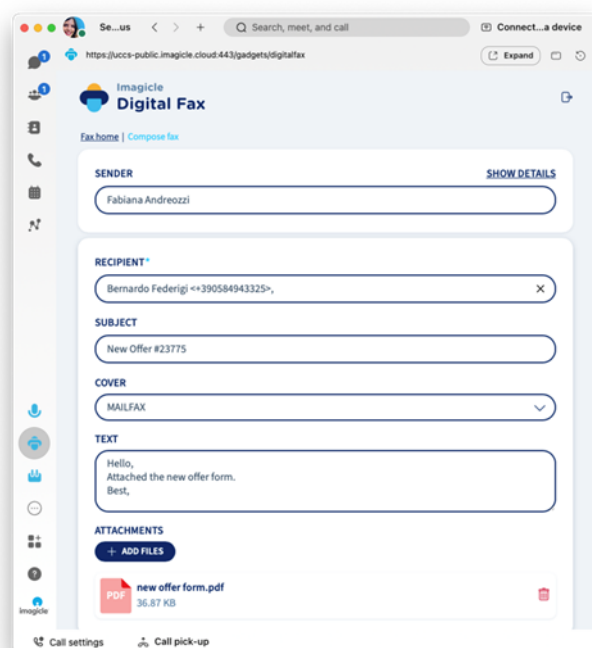 Se...us
Search, meet, and call
Connect...a device
https://uccs-public.imagicle.cloud:443/gadgets/digitalfax
Expand
1
1
Imagicle
Digital Fax
Fax home | Compose fax
SENDER
SHOW DETAILS
Fabiana Andreozzi
RECIPIENT*
Bernardo Federigi <+390584943325>,
SUBJECT
New Offer #23775
COVER
MAILFAX
TEXT
Hello,
Attached the new offer form.
Best,
ATTACHMENTS
+ ADD FILES
PDF
new offer form.pdf
36.87 KB
imagicle
Call settings
Call pick-up